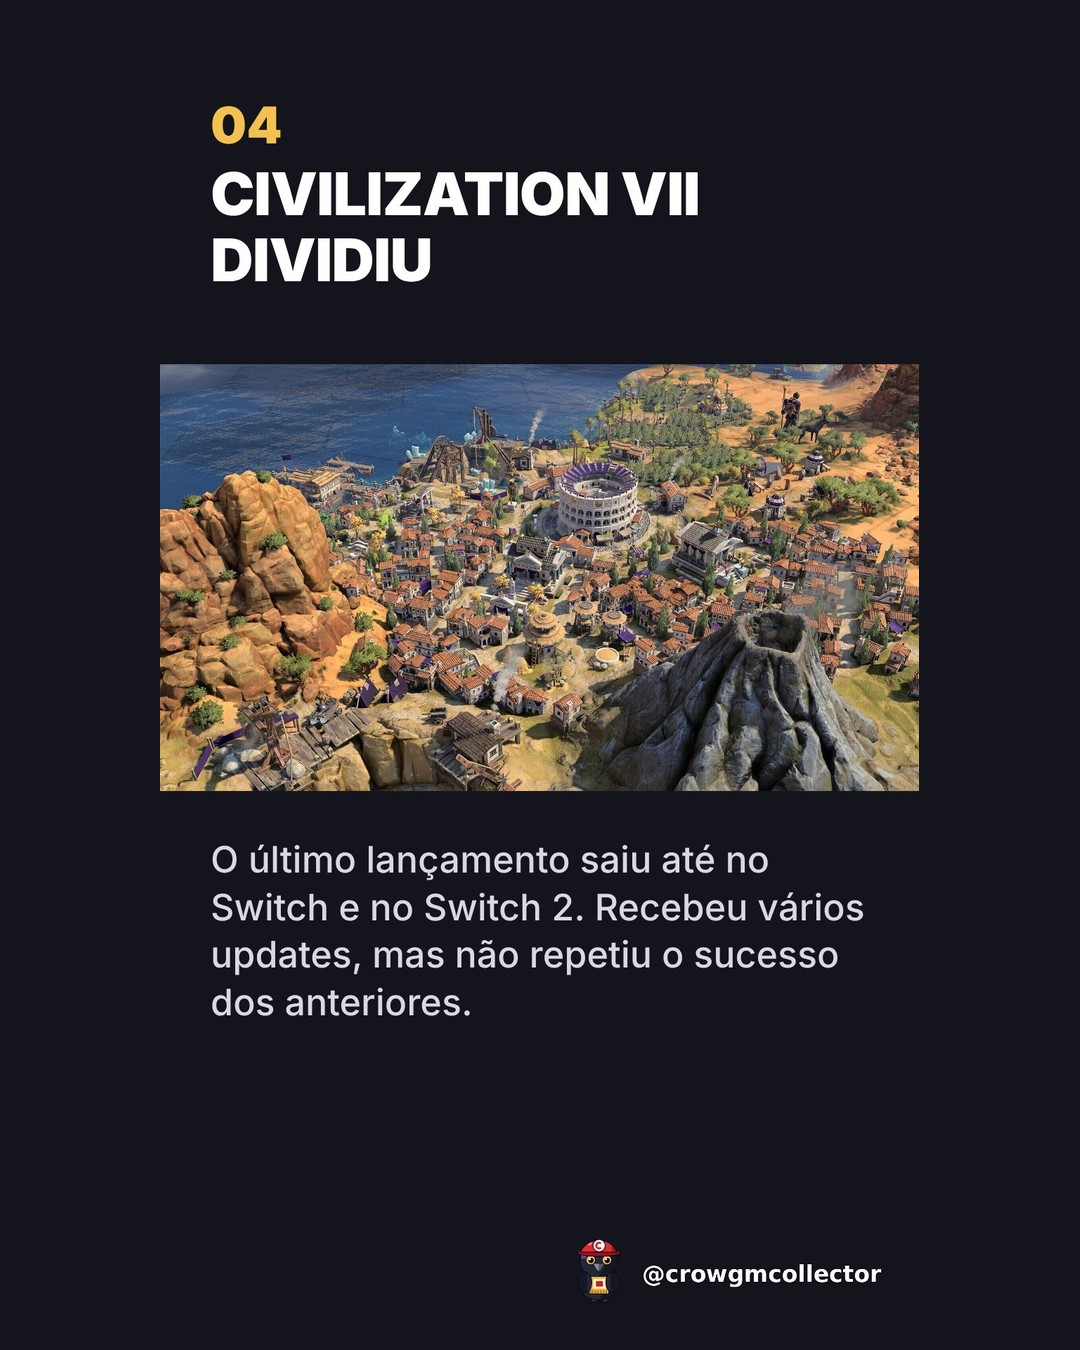 04
CIVILIZATION VII
DIVIDIU
O último lançamento saiu até no
Switch e no Switch 2. Recebeu vários
updates, mas não repetiu o sucesso
dos anteriores.
C
@crowgmcollector